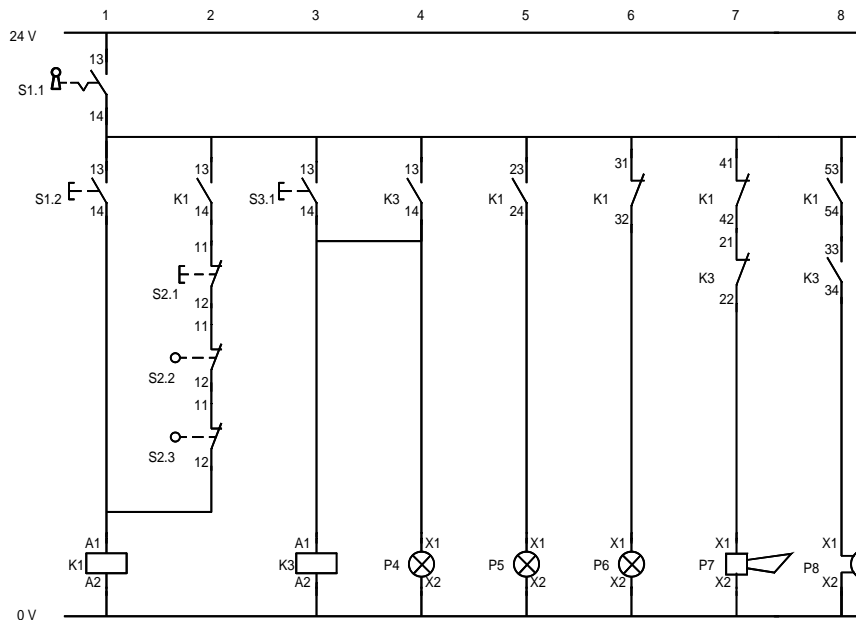 1 2 3 4 5 6 7 8
24 V
13
S1.1
14
13 13 13 13 23 31 41 53
S1.2 K1 S3.1 K3 K1 K1 K1 K1
14 14 14 14 24 32 42 54
11 21 33
S2.1 K3 K3
12 22 34
11
S2.2
12
11
S2.3
12
A1 A1 X1 X1 X1 X1 X1
K1 K3 P4 P5 P6 P7 P8
A2 A2 X2 X2 X2 X2 X2
0 V